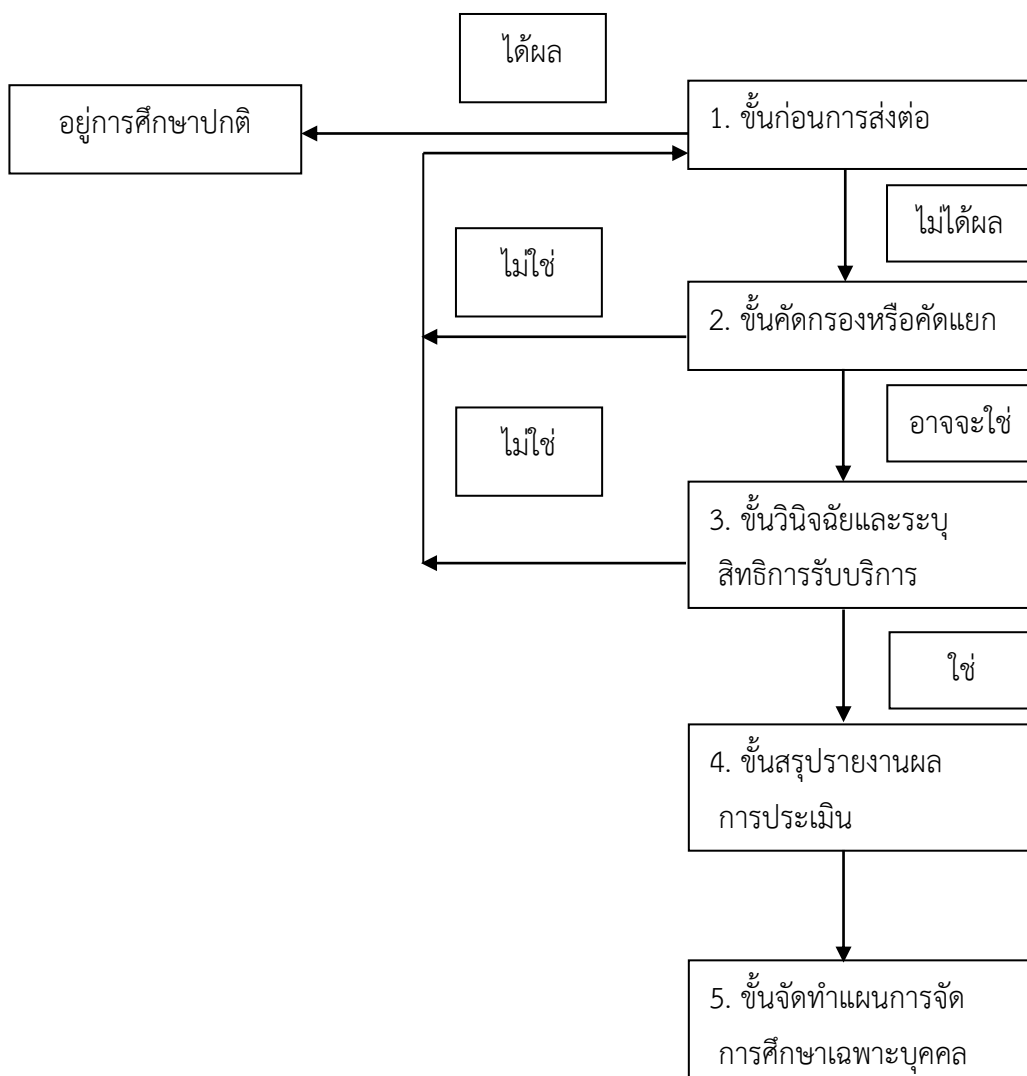 ได้ผล
อยู่การศึกษาปกติ
1. ขั้นก่อนการส่งต่อ
ไม่ได้ผล
ไม่ใช่
2. ขั้นคัดกรองหรือคัดแยก
อาจจะใช่
ไม่ใช่
3. ขั้นวินิจฉัยและระบุ
สิทธิการรับบริการ
ใช่
4. ขั้นสรุปรายงานผล
การประเมิน
5. ขั้นจัดทำแผนการจัด
การศึกษาเฉพาะบุคคล